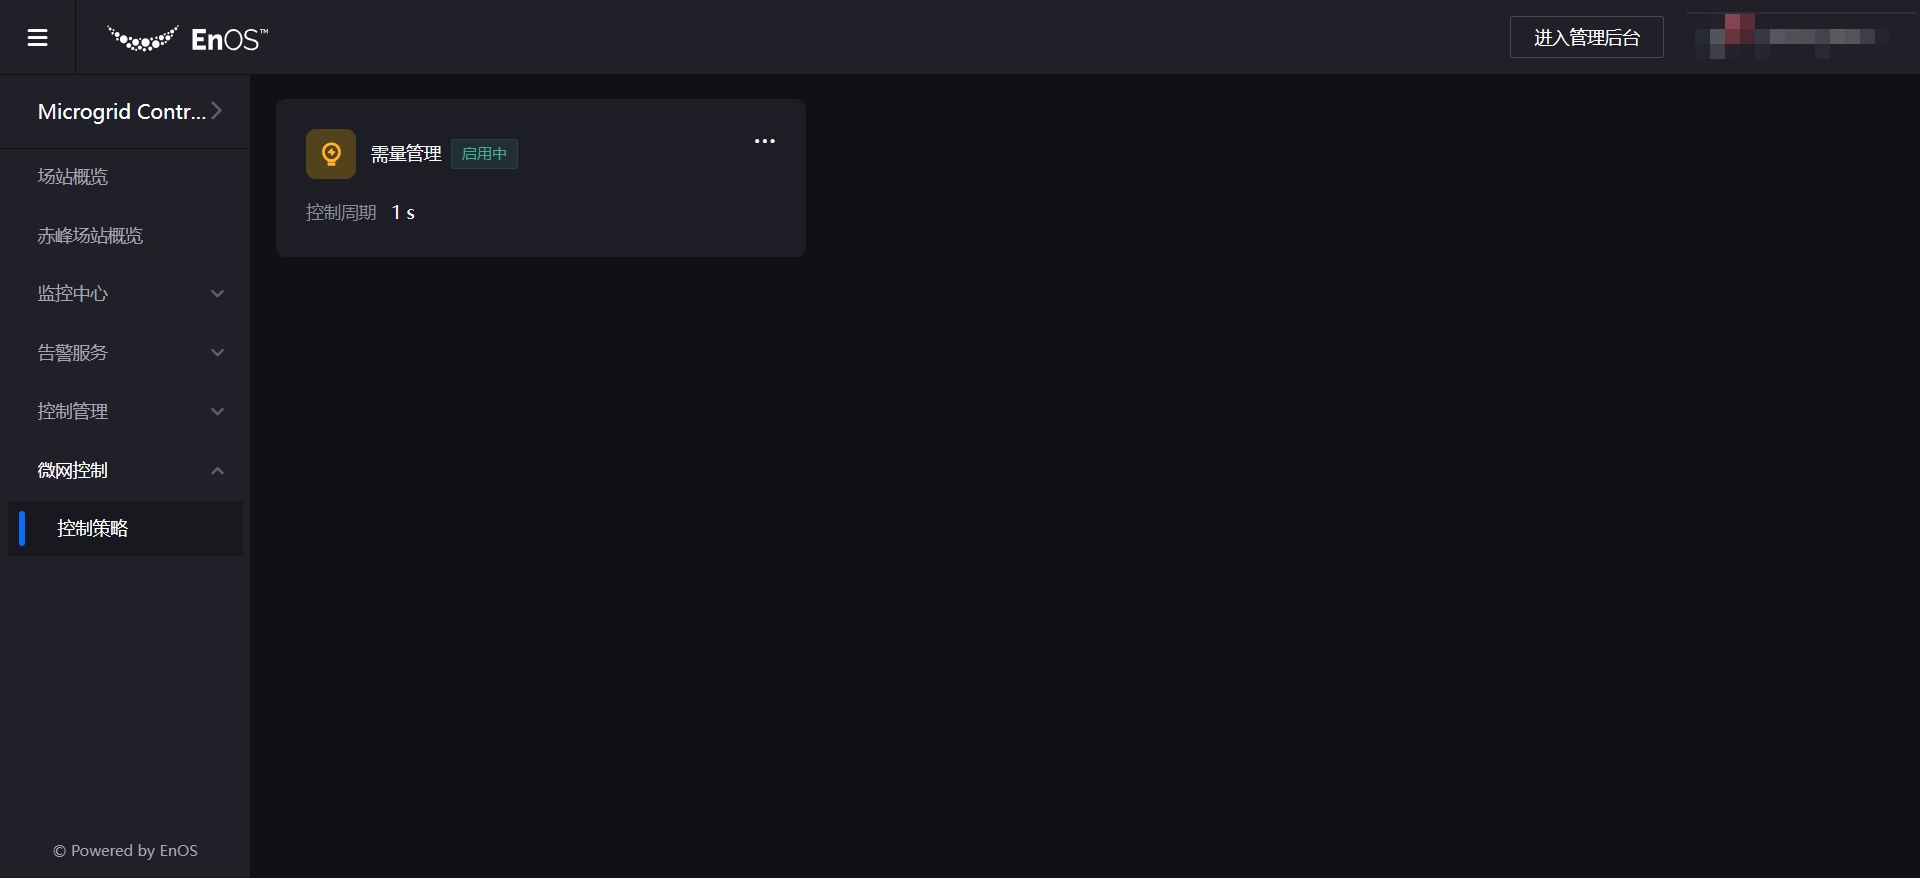 EnOS™
进入管理后台
Microgrid Contr...
场站概览
赤峰场站概览
监控中心
告警服务
控制管理
微网控制
控制策略
需量管理 启用中
控制周期 1 s
© Powered by EnOS